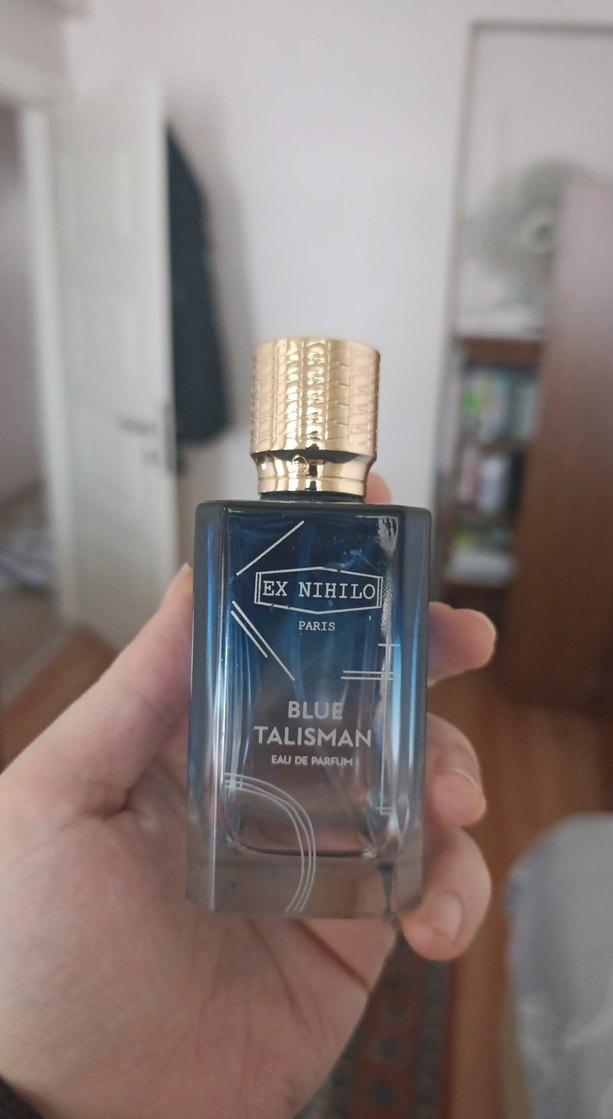 EX NIHILO
PARIS
BLUE
TALISMAN
EAU DE PARFUM